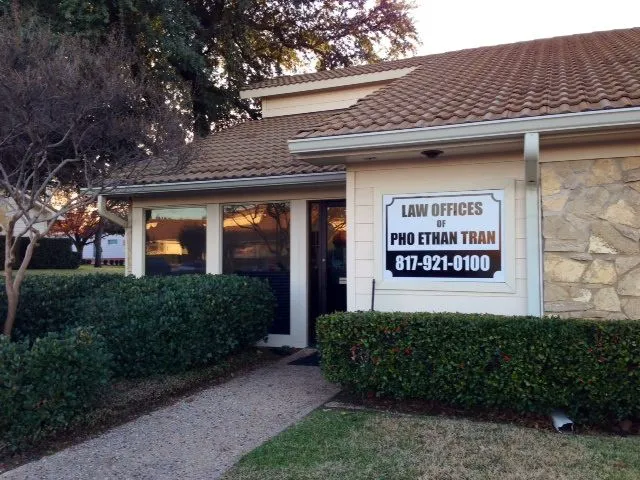 LAW OFFICES
OF
PHO ETHAN TRAN
817-921-0100